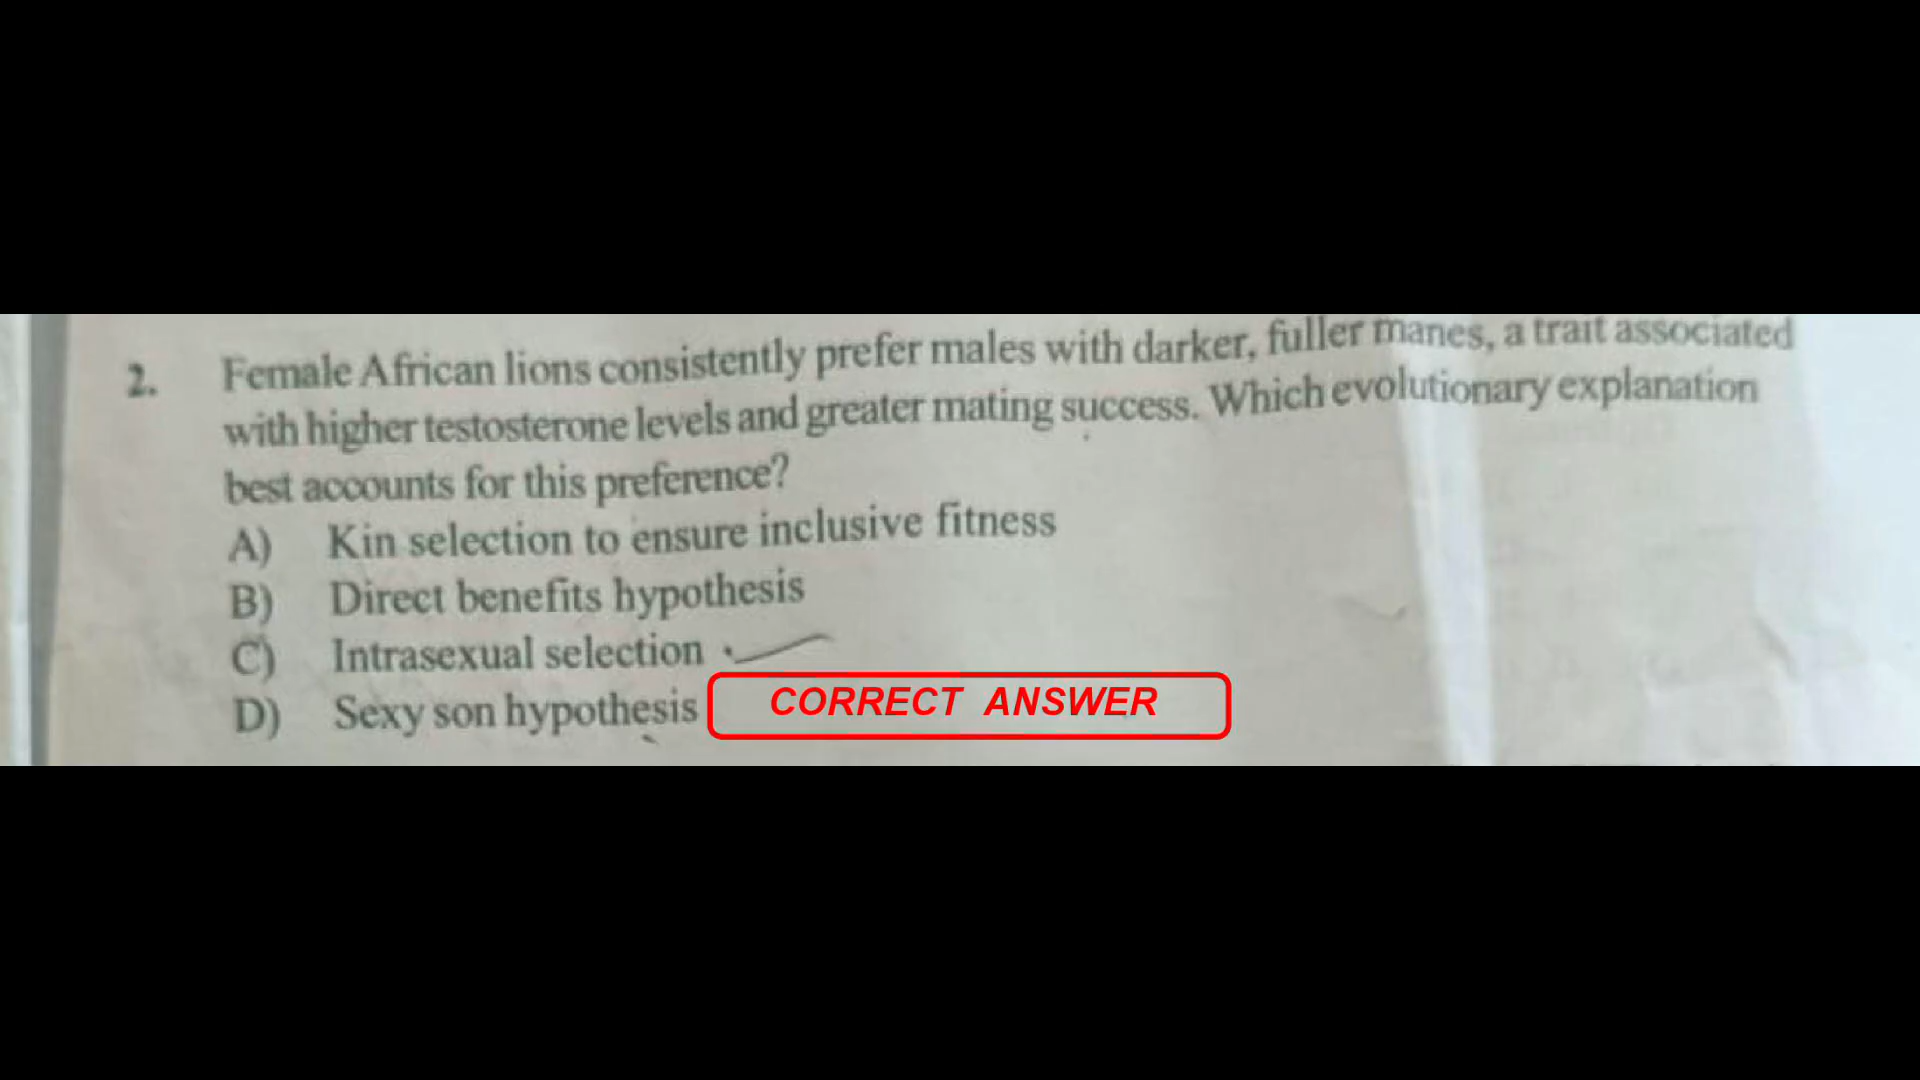 2. Female African lions consistently prefer males with darker, fuller manes, a trait associated
with higher testosterone levels and greater mating success. Which evolutionary explanation
best accounts for this preference?
A) Kin selection to ensure inclusive fitness
B) Direct benefits hypothesis
C) Intrasexual selection
D) Sexy son hypothesis CORRECT ANSWER